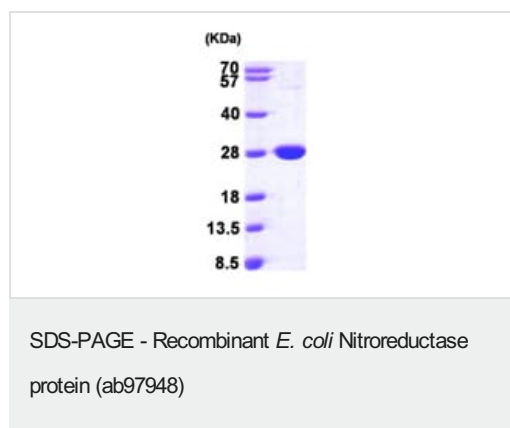 (KDa)
70
57
40
28
18
13.5
8.5
SDS-PAGE - Recombinant E. coli Nitroreductase
protein (ab97948)